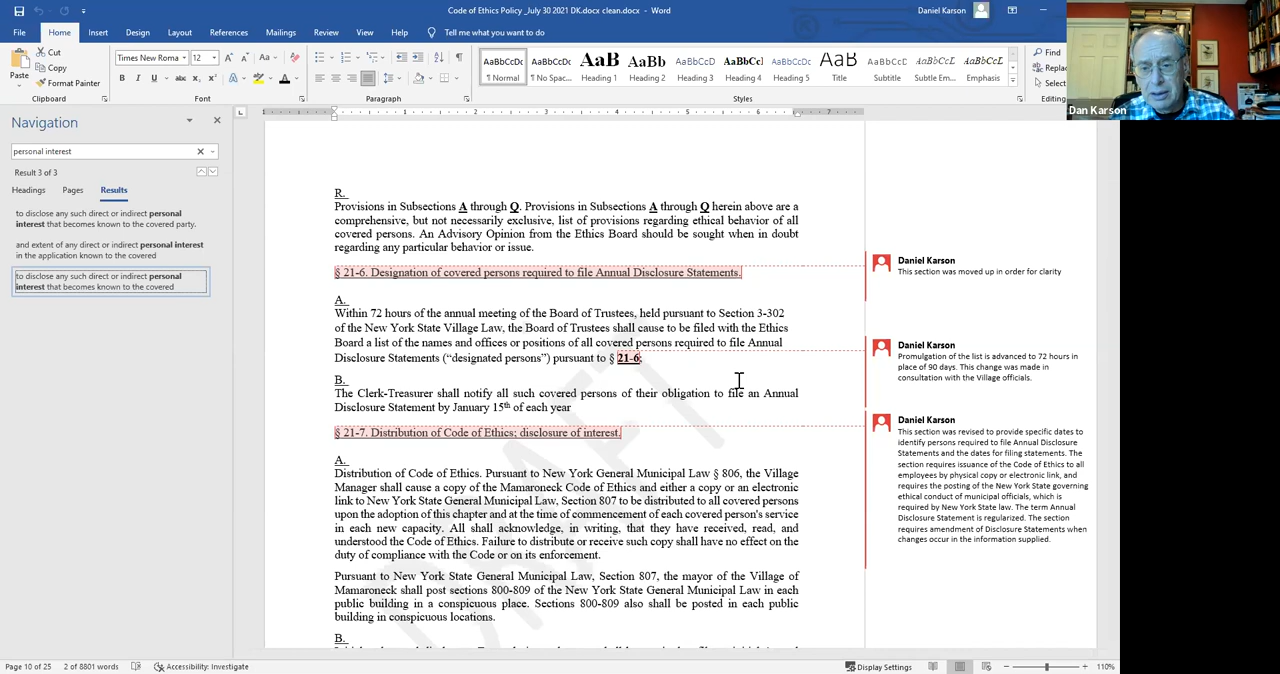 Code of Ethics Policy _July 30 2021 DK.docx clean.docx - Word
Daniel Karson
File Home Insert Design Layout References Mailings Review View Help Tell me what you want to do
Paste
Cut
Copy
Format Painter
Clipboard
Times New Roma 12
Font
Paragraph
AaBbCcDc AaBbCcDc AaB AaBb AaBbCcD AaBbCc AaBbCcD AaB AaBbCcD AaBbCcD AaBbCcL
¶ Normal ¶ No Spac... Heading 1 Heading 2 Heading 3 Heading 4 Heading 5 Title Subtitle Subtle Em... Emphasis
Styles
Find
Replac
Select
Editing
Dan Karson
Navigation
personal interest
Result 3 of 3
Headings Pages Results
to disclose any such direct or indirect personal
interest that becomes known to the covered party.
and extent of any direct or indirect personal interest
in the application known to the covered
to disclose any such direct or indirect personal
interest that becomes known to the covered
R.
Provisions in Subsections A through Q. Provisions in Subsections A through Q herein above are a
comprehensive, but not necessarily exclusive, list of provisions regarding ethical behavior of all
covered persons. An Advisory Opinion from the Ethics Board should be sought when in doubt
regarding any particular behavior or issue.
§ 21-6. Designation of covered persons required to file Annual Disclosure Statements.
A.
Within 72 hours of the annual meeting of the Board of Trustees, held pursuant to Section 3-302
of the New York State Village Law, the Board of Trustees shall cause to be filed with the Ethics
Board a list of the names and offices or positions of all covered persons required to file Annual
Disclosure Statements (“designated persons”) pursuant to § 21-6:
B.
The Clerk-Treasurer shall notify all such covered persons of their obligation to file an Annual
Disclosure Statement by January 15th of each year
§ 21-7. Distribution of Code of Ethics; disclosure of interest.
A.
Distribution of Code of Ethics. Pursuant to New York General Municipal Law § 806, the Village
Manager shall cause a copy of the Mamaroneck Code of Ethics and either a copy or an electronic
link to New York State General Municipal Law, Section 807 to be distributed to all covered persons
upon the adoption of this chapter and at the time of commencement of each covered person's service
in each new capacity. All shall acknowledge, in writing, that they have received, read, and
understood the Code of Ethics. Failure to distribute or receive such copy shall have no effect on the
duty of compliance with the Code or on its enforcement.
Pursuant to New York State General Municipal Law, Section 807, the mayor of the Village of
Mamaroneck shall post sections 800-809 of the New York State General Municipal Law in each
public building in a conspicuous place. Sections 800-809 also shall be posted in each public
building in conspicuous locations.
B.
DRAFT
Daniel Karson
This section was moved up in order for clarity
Daniel Karson
Promulgation of the list is advanced to 72 hours in
place of 90 days. This change was made in
consultation with the Village officials.
Daniel Karson
This section was revised to provide specific dates to
identify persons required to file Annual Disclosure
Statements and the dates for filing statements. The
section requires issuance of the Code of Ethics to all
employees by physical copy or electronic link, and
requires the posting of the New York State governing
ethical conduct of municipal officials, which is
required by New York State law. The term Annual
Disclosure Statement is regularized. The section
requires amendment of Disclosure Statements when
changes occur in the information supplied.
Page 10 of 25 2 of 8801 words Accessibility: Investigate
Display Settings 110%